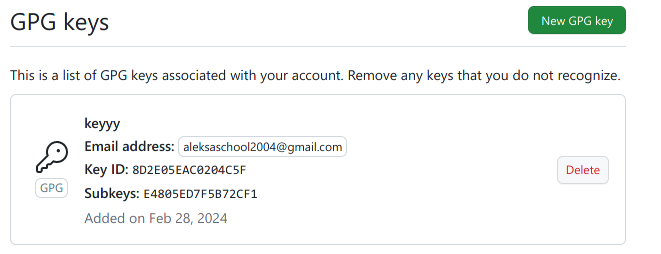 GPG keys
New GPG key
This is a list of GPG keys associated with your account. Remove any keys that you do not recognize.
keyyy
Email address: aleksaschool2004@gmail.com
Key ID: 8D2E05EAC0204C5F
GPG
Subkeys: E4805ED7F5B72CF1
Added on Feb 28, 2024
Delete